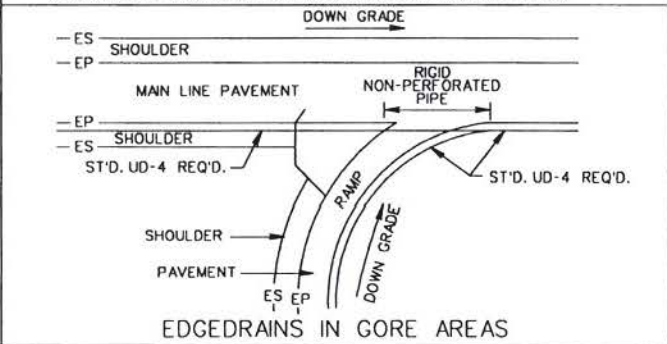 DOWN GRADE
ES
SHOULDER
EP
RIGID
NON-PERFORATED
PIPE
MAIN LINE PAVEMENT
EP
SHOULDER
ES
ST'D. UD-4 REQ'D.
ST'D. UD-4 REQ'D.
RAMP
SHOULDER
DOWN GRADE
PAVEMENT
ES EP
EDGEDRAINS IN GORE AREAS